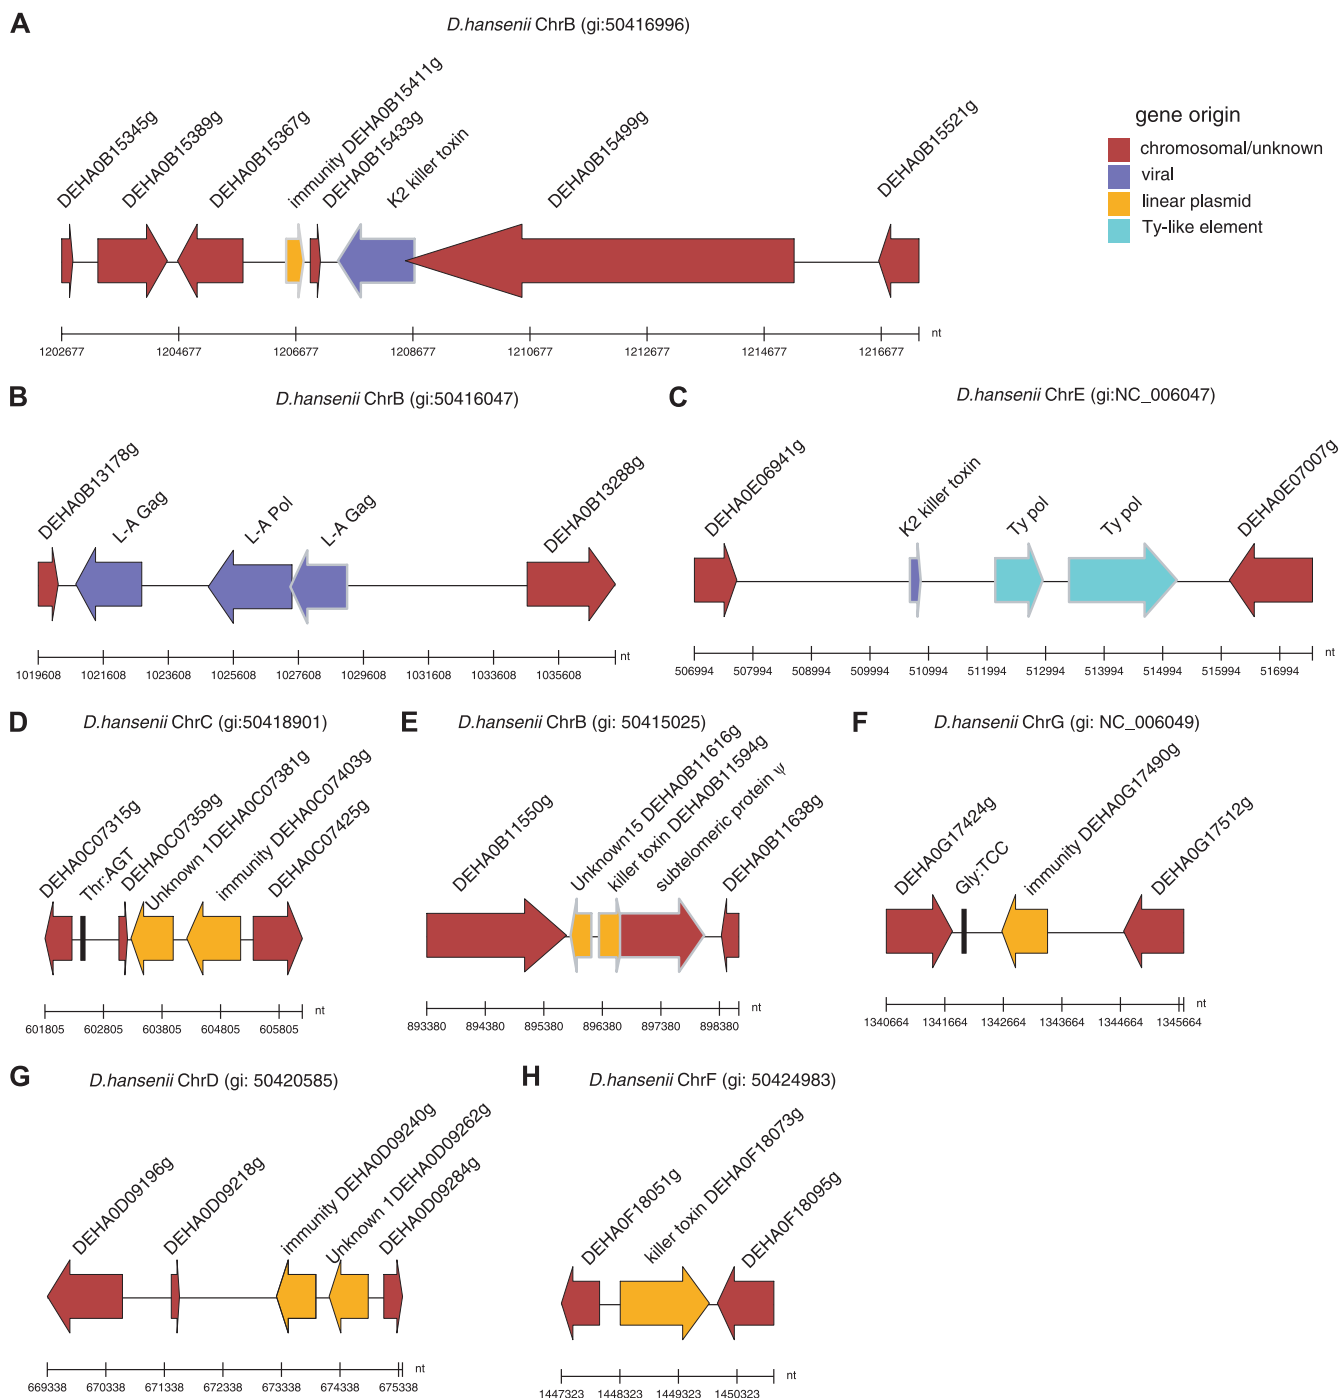 A
D.hansenii ChrB (gi:50416996)
DEHA0B15345g
DEHA0B15389g
DEHA0B15367g
immunity DEHA0B15411g
DEHA0B15433g
K2 killer toxin
DEHA0B15499g
DEHA0B15521g
gene origin
chromosomal/unknown
viral
linear plasmid
Ty-like element
nt
1202677 1204677 1206677 1208677 1210677 1212677 1214677 1216677
B
D.hansenii ChrB (gi:50416047)
DEHA0B13178g
L-A Gag
L-A Pol
L-A Gag
DEHA0B13288g
nt
1019608 1021608 1023608 1025608 1027608 1029608 1031608 1033608 1035608
C
D.hansenii ChrE (gi:NC_006047)
DEHA0E06941g
K2 killer toxin
Ty pol
Ty pol
DEHA0E07007g
nt
506994 507994 508994 509994 510994 511994 512994 513994 514994 515994 516994
D
D.hansenii ChrC (gi:50418901)
DEHA0C07315g
Thr:AGT
DEHA0C07359g
Unknown 1DEHA0C07381g
immunity DEHA0C07403g
DEHA0C07425g
nt
601805 602805 603805 604805 605805
E
D.hansenii ChrB (gi: 50415025)
DEHA0B11550g
Unknown15 DEHA0B11616g
killer toxin DEHA0B11594g
subtelomeric protein ψ
DEHA0B11638g
nt
893380 894380 895380 896380 897380 898380
F
D.hansenii ChrG (gi: NC_006049)
DEHA0G17424g
Gly:TCC
immunity DEHA0G17490g
DEHA0G17512g
nt
1340664 1341664 1342664 1343664 1344664 1345664
G
D.hansenii ChrD (gi: 50420585)
DEHA0D09196g
DEHA0D09218g
immunity DEHA0D09240g
Unknown 1DEHA0D09262g
DEHA0D09284g
nt
669338 670338 671338 672338 673338 674338 675338
H
D.hansenii ChrF (gi: 50424983)
DEHA0F18051g
killer toxin DEHA0F18073g
DEHA0F18095g
nt
1447323 1448323 1449323 1450323